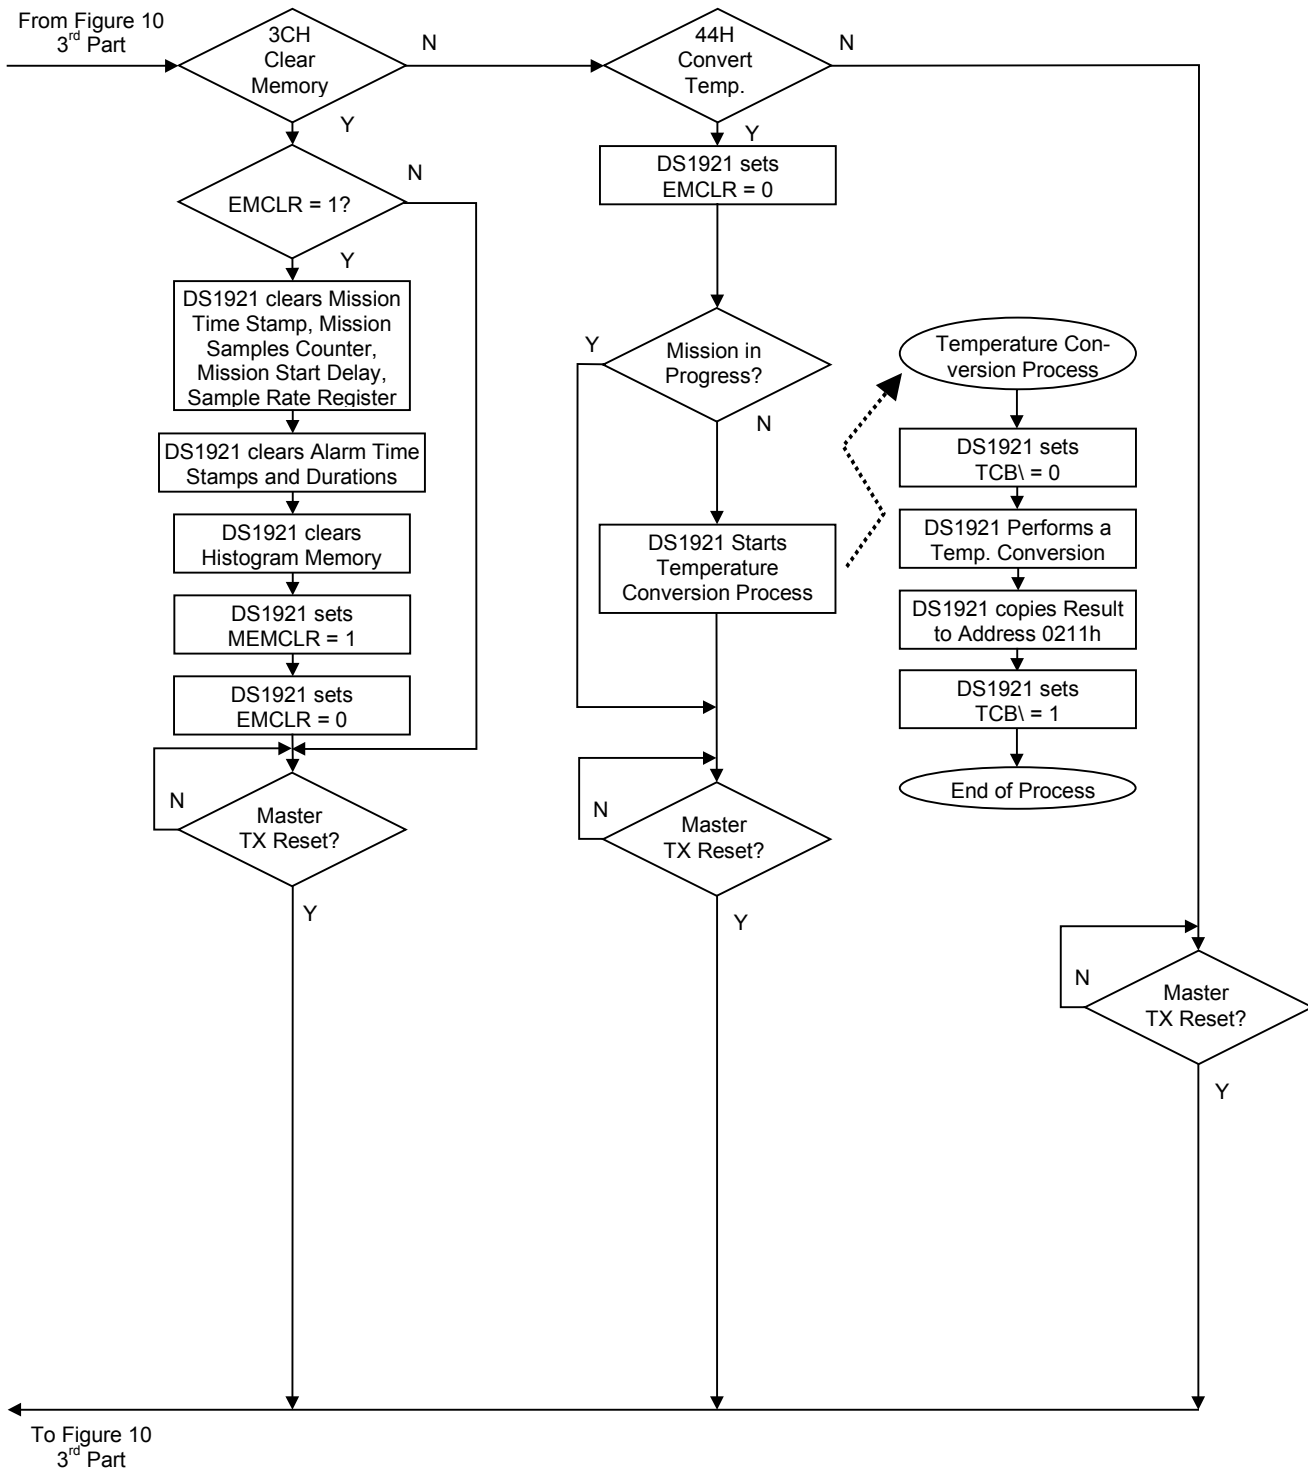 From Figure 10
3rd Part
3CH
Clear
Memory
N
Y
EMCLR = 1?
N
Y
DS1921 clears Mission
Time Stamp, Mission
Samples Counter,
Mission Start Delay,
Sample Rate Register
DS1921 clears Alarm Time
Stamps and Durations
DS1921 clears
Histogram Memory
DS1921 sets
MEMCLR = 1
DS1921 sets
EMCLR = 0
N
Master
TX Reset?
Y
44H
Convert
Temp.
N
Y
DS1921 sets
EMCLR = 0
Y
Mission in
Progress?
N
DS1921 Starts
Temperature
Conversion Process
N
Master
TX Reset?
Y
Temperature Con-
version Process
DS1921 sets
TCB\ = 0
DS1921 Performs a
Temp. Conversion
DS1921 copies Result
to Address 0211h
DS1921 sets
TCB\ = 1
End of Process
N
Master
TX Reset?
Y
To Figure 10
3rd Part